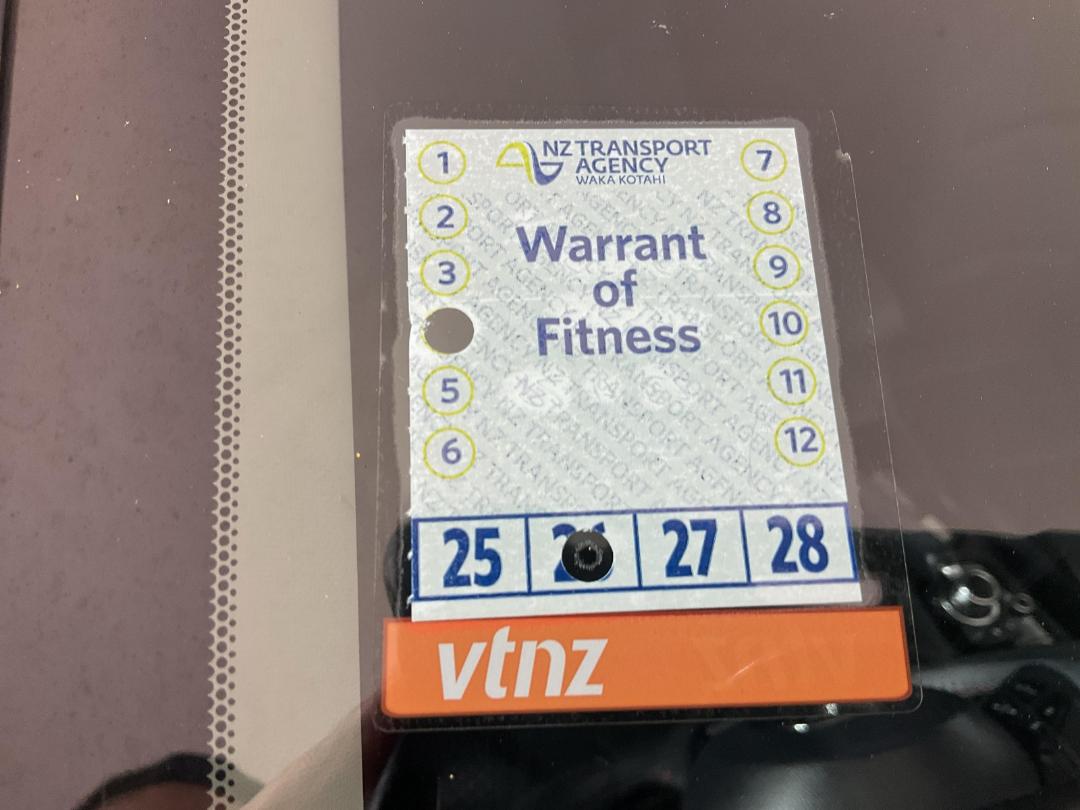 NZ TRANSPORT
AGENCY
WAKA KOTAHI
1
2
3
5
6
7
8
9
10
11
12
Warrant
of
Fitness
25 27 28
vtnz